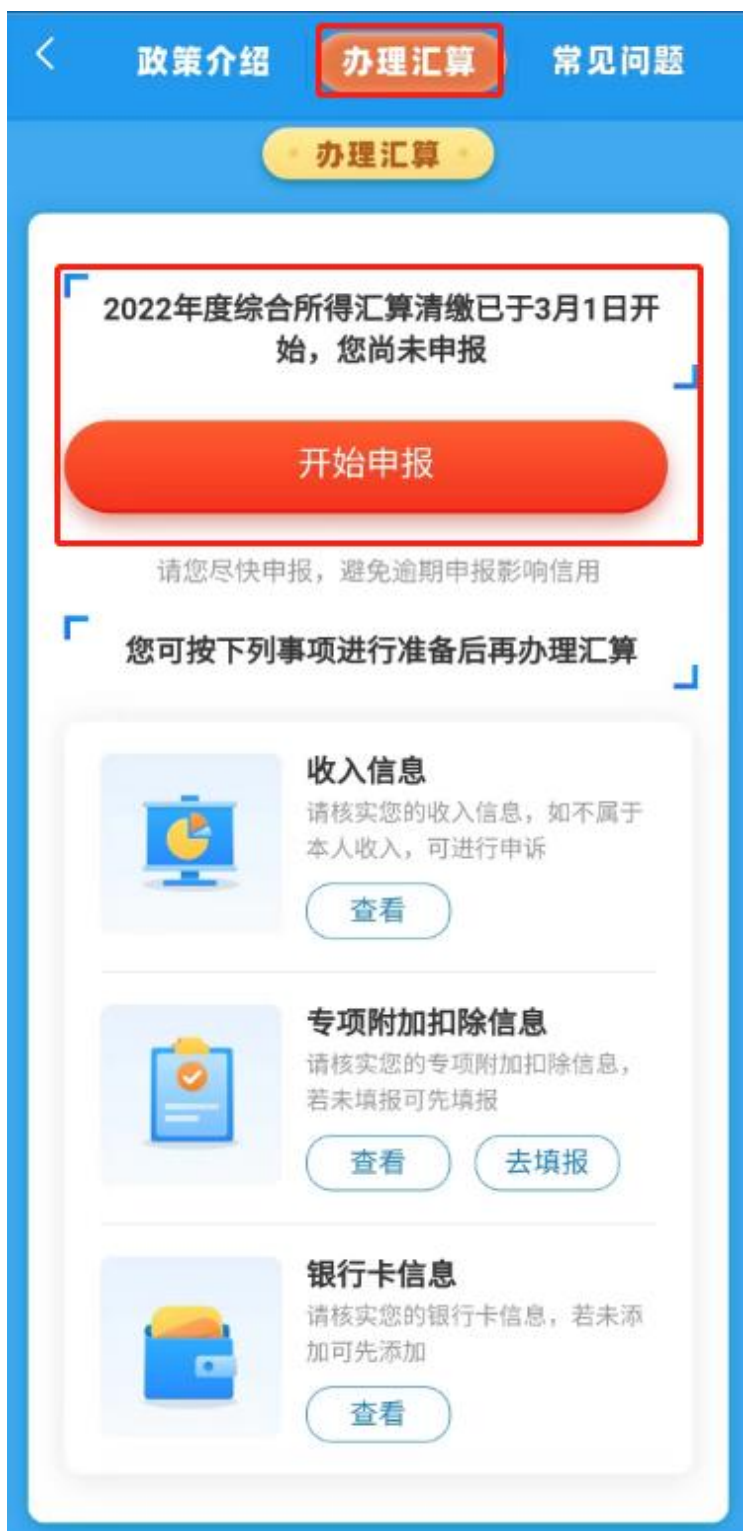 政策介绍 办理汇算 常见问题
办理汇算
2022年度综合所得汇算清缴已于3月1日开
始，您尚未申报
开始申报
请您尽快申报，避免逾期申报影响信用
您可按下列事项进行准备后再办理汇算
收入信息
请核实您的收入信息，如不属于
本人收入，可进行申诉
查看
专项附加扣除信息
请核实您的专项附加扣除信息，
若未填报可先填报
查看 去填报
银行卡信息
请核实您的银行卡信息，若未添
加可先添加
查看